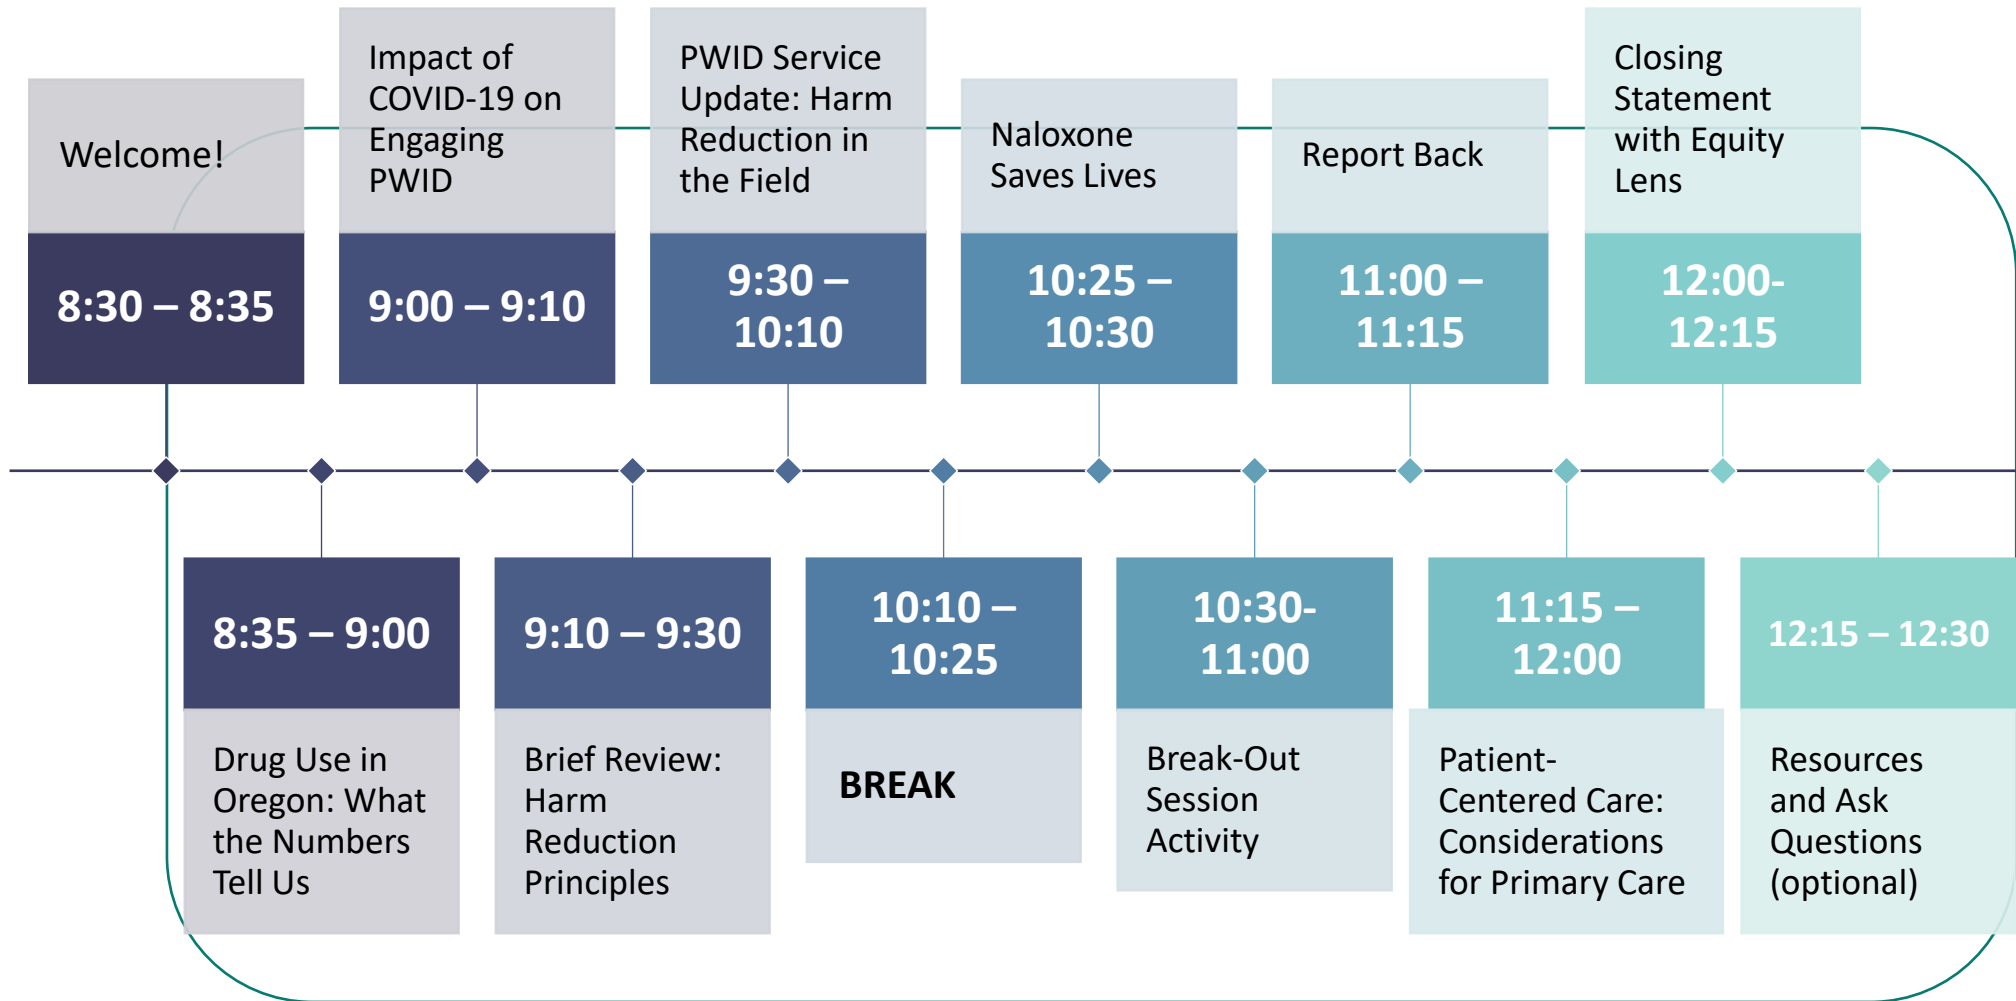 Welcome!
8:30 – 8:35
Impact of
COVID-19 on
Engaging
PWID
9:00 – 9:10
PWID Service
Update: Harm
Reduction in
the Field
9:30 –
10:10
Naloxone
Saves Lives
10:25 –
10:30
Report Back
11:00 –
11:15
Closing
Statement
with Equity
Lens
12:00-
12:15
8:35 – 9:00
Drug Use in
Oregon: What
the Numbers
Tell Us
9:10 – 9:30
Brief Review:
Harm
Reduction
Principles
10:10 –
10:25
BREAK
10:30-
11:00
Break-Out
Session
Activity
11:15 –
12:00
Patient-
Centered Care:
Considerations
for Primary Care
12:15 – 12:30
Resources
and Ask
Questions
(optional)